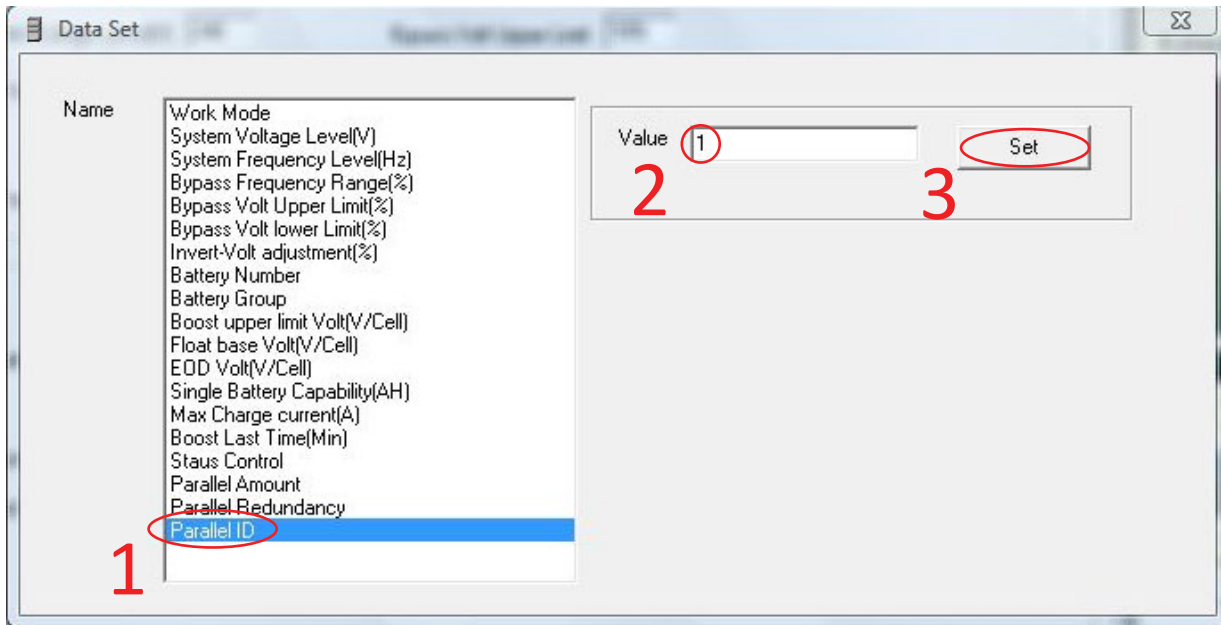 Data Set
Name
Work Mode
System Voltage Level(V)
System Frequency Level(Hz)
Bypass Frequency Range(%)
Bypass Volt Upper Limit(%)
Bypass Volt lower Limit(%)
Invert-Volt adjustment(%)
Battery Number
Battery Group
Boost upper limit Volt(V/Cell)
Float base Volt(V/Cell)
EOD Volt(V/Cell)
Single Battery Capability(AH)
Max Charge current(A)
Boost Last Time(Min)
Staus Control
Parallel Amount
Parallel Redundancy
Parallel ID
1
Value 1
Set
2
3